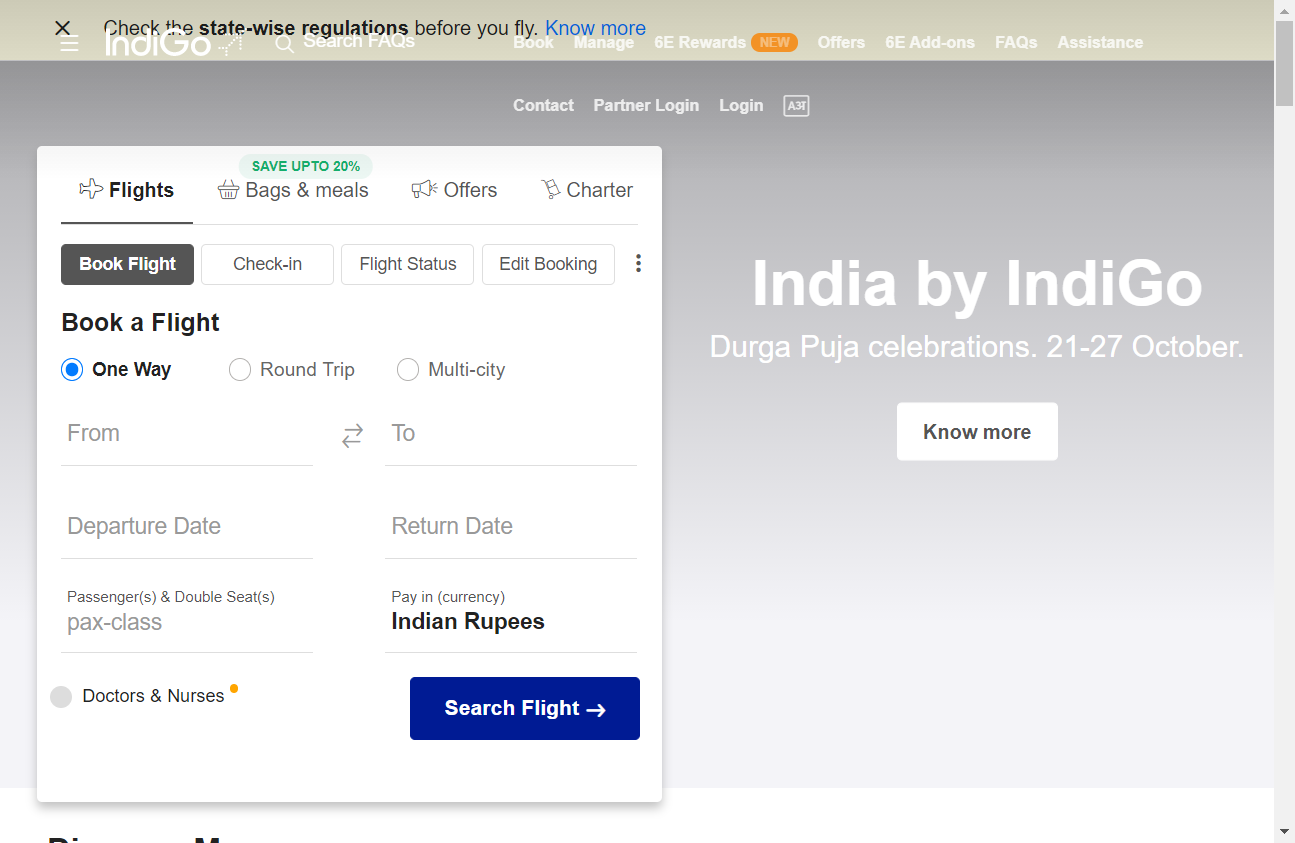 Check the state-wise regulations before you fly. Know more
IndiGo
Search FAQs
Book Manage 6E Rewards NEW Offers 6E Add-ons FAQs Assistance
Contact Partner Login Login
SAVE UPTO 20%
Flights Bags & meals Offers Charter
Book Flight Check-in Flight Status Edit Booking
Book a Flight
One Way Round Trip Multi-city
From To
Departure Date Return Date
Passenger(s) & Double Seat(s) Pay in (currency)
pax-class Indian Rupees
Doctors & Nurses
Search Flight
India by IndiGo
Durga Puja celebrations. 21-27 October.
Know more